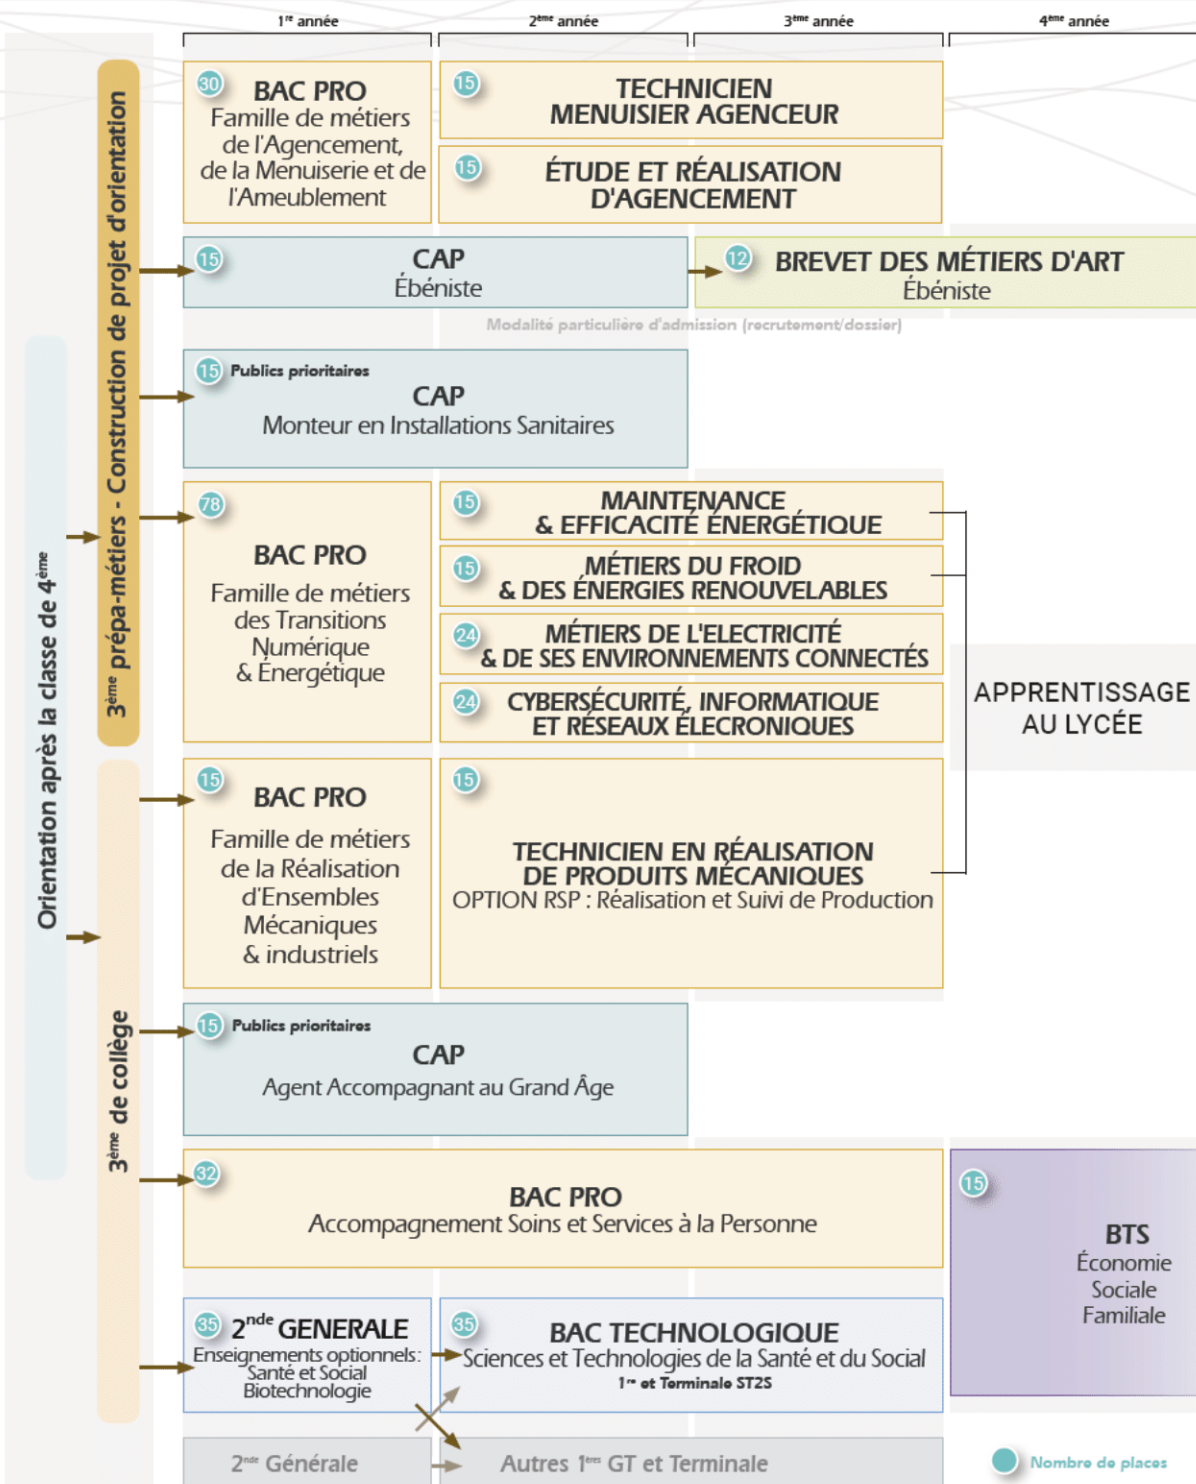 1re année
2ème année
3ème année
4ème année
Orientation après la classe de 4ème
3ème prépa-métiers - Construction de projet d'orientation
3ème de collège
30
BAC PRO
Famille de métiers
de l'Agencement,
de la Menuiserie et de
l'Ameublement
15
TECHNICIEN
MENUISIER AGENCEUR
15
ÉTUDE ET RÉALISATION
D'AGENCEMENT
15
CAP
Ébéniste
12
BREVET DES MÉTIERS D'ART
Ébéniste
Modalité particulière d'admission (recrutement/dossier)
15
Publics prioritaires
CAP
Monteur en Installations Sanitaires
78
BAC PRO
Famille de métiers
des Transitions
Numérique
& Énergétique
15
MAINTENANCE
& EFFICACITÉ ÉNERGÉTIQUE
15
MÉTIERS DU FROID
& DES ÉNERGIES RENOUVELABLES
24
MÉTIERS DE L'ELECTRICITÉ
& DE SES ENVIRONNEMENTS CONNECTÉS
24
CYBERSÉCURITÉ, INFORMATIQUE
ET RÉSEAUX ÉLECRONIQUES
APPRENTISSAGE
AU LYCÉE
15
BAC PRO
Famille de métiers
de la Réalisation
d'Ensembles
Mécaniques
& industriels
15
TECHNICIEN EN RÉALISATION
DE PRODUITS MÉCANIQUES
OPTION RSP : Réalisation et Suivi de Production
15
Publics prioritaires
CAP
Agent Accompagnant au Grand Âge
32
BAC PRO
Accompagnement Soins et Services à la Personne
15
BTS
Économie
Sociale
Familiale
35
2nde GENERALE
Enseignements optionnels:
Santé et Social
Biotechnologie
35
BAC TECHNOLOGIQUE
Sciences et Technologies de la Santé et du Social
1re et Terminale ST2S
2nde Générale
Autres 1ères GT et Terminale
Nombre de places